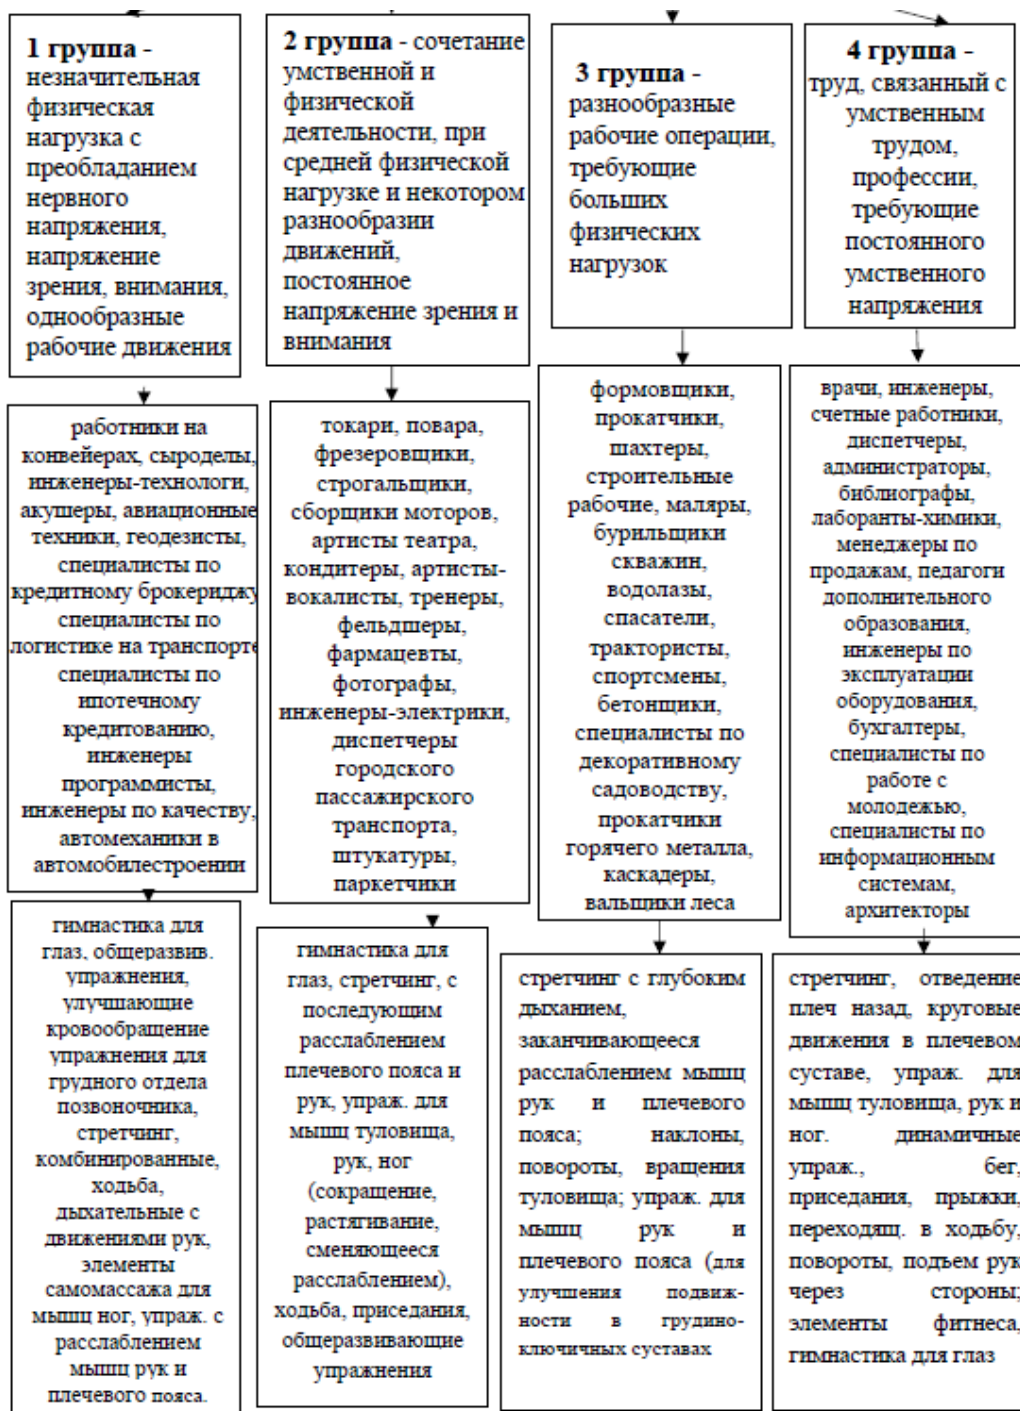 1 группа -
незначительная
физическая
нагрузка с
преобладанием
нервного
напряжения,
напряжение
зрения, внимания,
однообразные
рабочие движения
2 группа - сочетание
умственной и
физической
деятельности, при
средней физической
нагрузке и некотором
разнообразии
движений,
постоянное
напряжение зрения и
внимания
3 группа -
разнообразные
рабочие операции,
требующие
больших
физических
нагрузок
4 группа -
труд, связанный с
умственным
трудом,
профессии,
требующие
постоянного
умственного
напряжения
работники на
конвейерах, сыроделы,
инженеры-технологи,
акушеры, авиационные
техники, геодезисты,
специалисты по
кредитному брокериджу
специалисты по
логистике на транспорте
специалисты по
ипотечному
кредитованию,
инженеры
программисты,
инженеры по качеству,
автомеханики в
автомобилестроении
токари, повара,
фрезеровщики,
строгальщики,
сборщики моторов,
артисты театра,
кондитеры, артисты-
вокалисты, тренеры,
фельдшеры,
фармацевты,
фотографы,
инженеры-электрики,
диспетчеры
городского
пассажирского
транспорта,
штукатуры,
паркетчики
формовщики,
прокатчики,
шахтеры,
строительные
рабочие, маляры,
бурильщики
скважин,
водолазы,
спасатели,
трактористы,
спортсмены,
бетонщики,
специалисты по
декоративному
садоводству,
прокатчики
горячего металла,
каскадеры,
вальщики леса
врачи, инженеры,
счетные работники,
диспетчеры,
администраторы,
библиографы,
лаборанты-химики,
менеджеры по
продажам, педагоги
дополнительного
образования,
инженеры по
эксплуатации
оборудования,
бухгалтеры,
специалисты по
работе с
молодежью,
специалисты по
информационным
системам,
архитекторы
гимнастика для
глаз, общеразвив.
упражнения,
улучшающие
кровообращение
упражнения для
грудного отдела
позвоночника,
стретчинг,
комбинированные,
ходьба,
дыхательные с
движениями рук,
элементы
самомассажа для
мышц ног, упраж. с
расслаблением
мышц рук и
плечевого пояса.
гимнастика для
глаз, стретчинг, с
последующим
расслаблением
плечевого пояса и
рук, упраж. для
мышц туловища,
рук, ног
(сокращение,
растягивание,
сменяющееся
расслаблением),
ходьба, приседания,
общеразвивающие
упражнения
стретчинг с глубоким
дыханием,
заканчивающееся
расслаблением мышц
рук и плечевого
пояса; наклоны,
повороты, вращения
туловища; упраж. для
мышц рук и
плечевого пояса (для
улучшения подвиж-
ности в грудино-
ключичных суставах
стретчинг, отведение
плеч назад, круговые
движения в плечевом
суставе, упраж. для
мышц туловища, рук и
ног. динамичные
упраж., бег,
приседания, прыжки,
переходящ. в ходьбу,
повороты, подъем рук
через стороны;
элементы фитнеса,
гимнастика для глаз